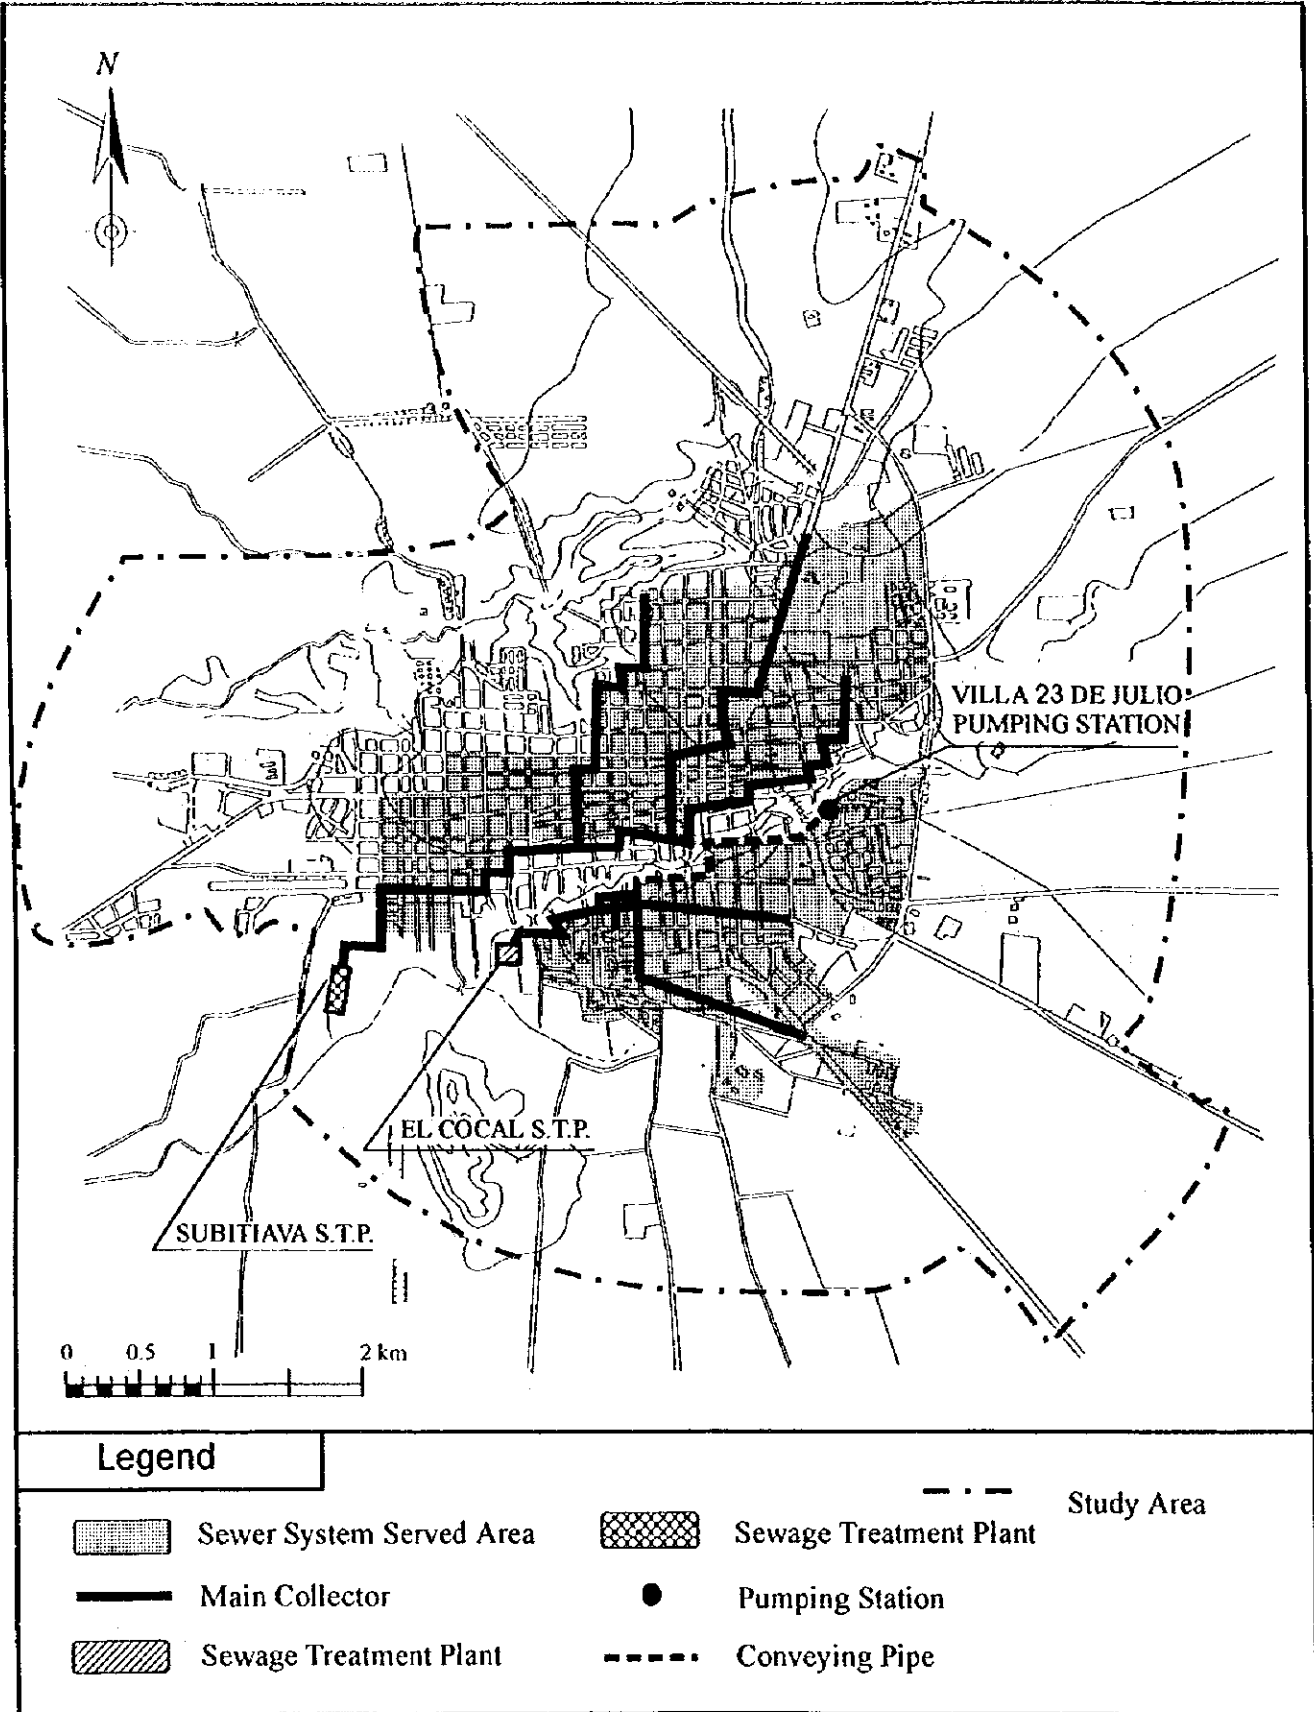 N
VILLA 23 DE JULIO
PUMPING STATION
EL COCAL S.T.P.
SUBITIAVA S.T.P.
0 0.5 1 2 km
Legend
Study Area
Sewer System Served Area
Sewage Treatment Plant
Main Collector
Pumping Station
Sewage Treatment Plant
Conveying Pipe